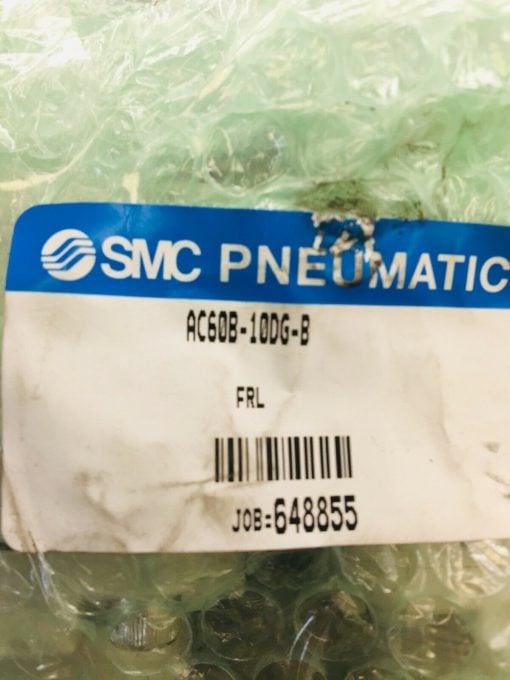 SMC PNEUMATIC
AC60B-10DG-B
FRL
JOB=648855